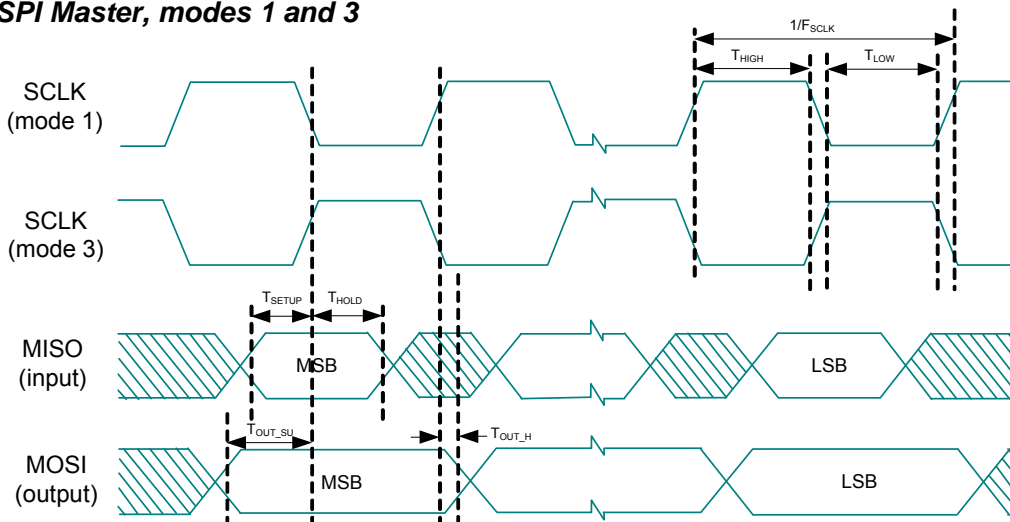 SPI Master, modes 1 and 3
1/FSCLK
THIGH
TLOW
SCLK
(mode 1)
SCLK
(mode 3)
TSETUP
THOLD
MISO
(input)
MSB
LSB
TOUT_SU
TOUT_H
MOSI
(output)
MSB
LSB